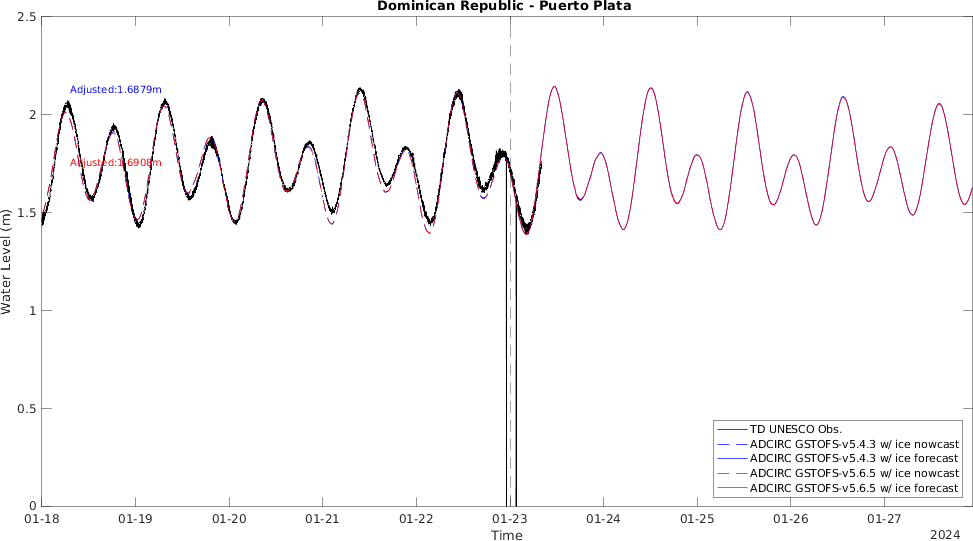 Dominican Republic - Puerto Plata
2.5
2
1.5
1
0.5
0
Water Level (m)
Adjusted:1.6879m
Adjusted:1.6908m
TD UNESCO Obs.
ADCIRC GSTOFS-v5.4.3 w/ ice nowcast
ADCIRC GSTOFS-v5.4.3 w/ ice forecast
ADCIRC GSTOFS-v5.6.5 w/ ice nowcast
ADCIRC GSTOFS-v5.6.5 w/ ice forecast
01-18 01-19 01-20 01-21 01-22 01-23 01-24 01-25 01-26 01-27
Time
2024